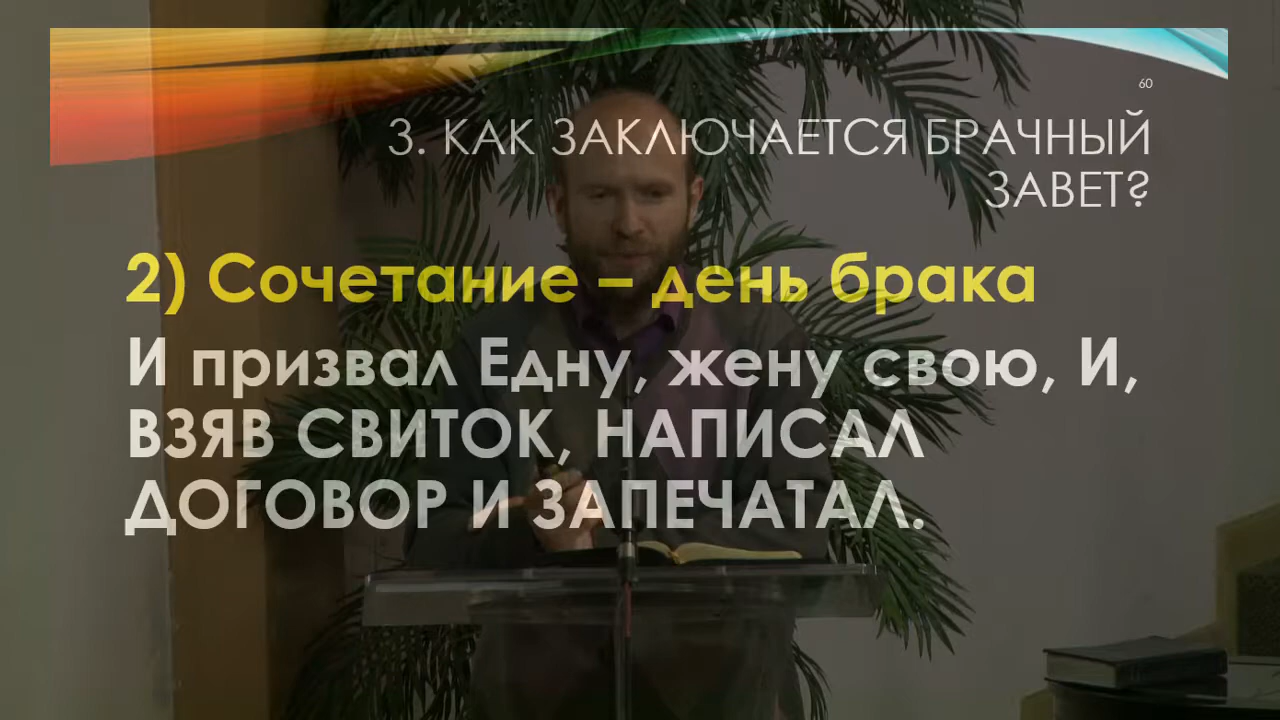 60
3. КАК ЗАКЛЮЧАЕТСЯ БРАЧНЫЙ
ЗАВЕТ?
2) Сочетание – день брака
И призвал Едну, жену свою, И,
ВЗЯВ СВИТОК, НАПИСАЛ
ДОГОВОР И ЗАПЕЧАТАЛ.